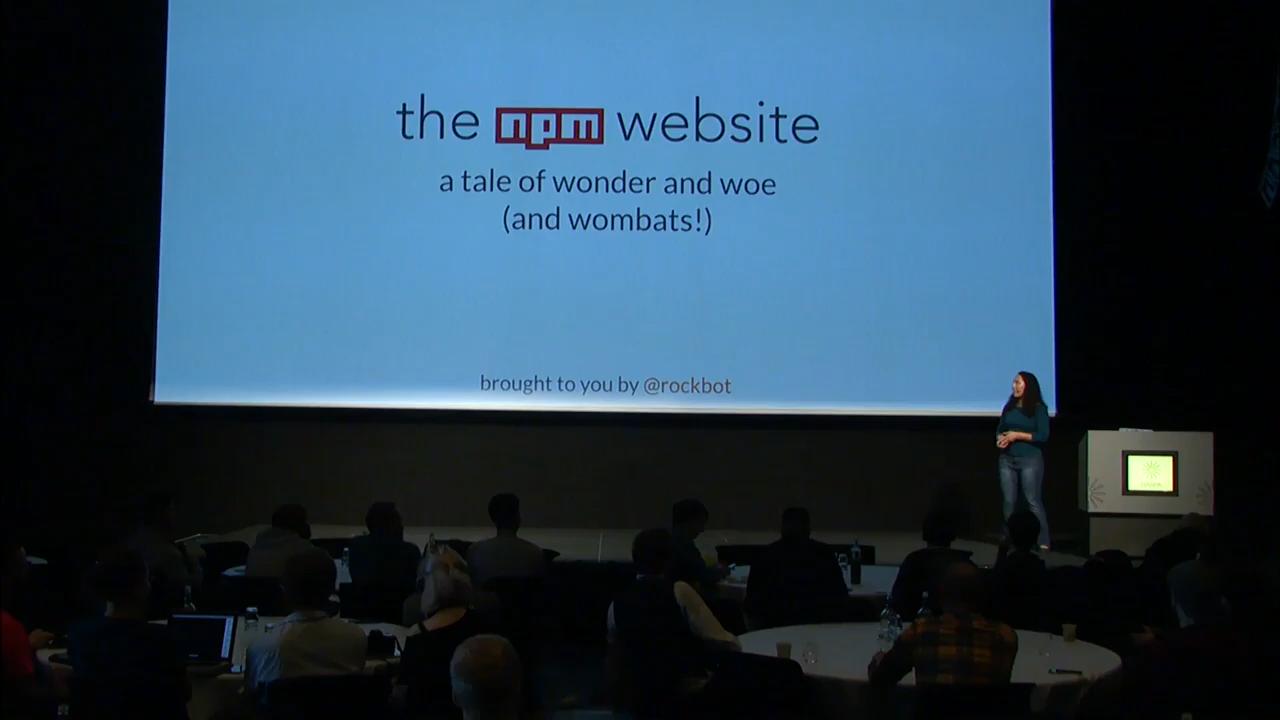 the npm website
a tale of wonder and woe
(and wombats!)
brought to you by @rockbot